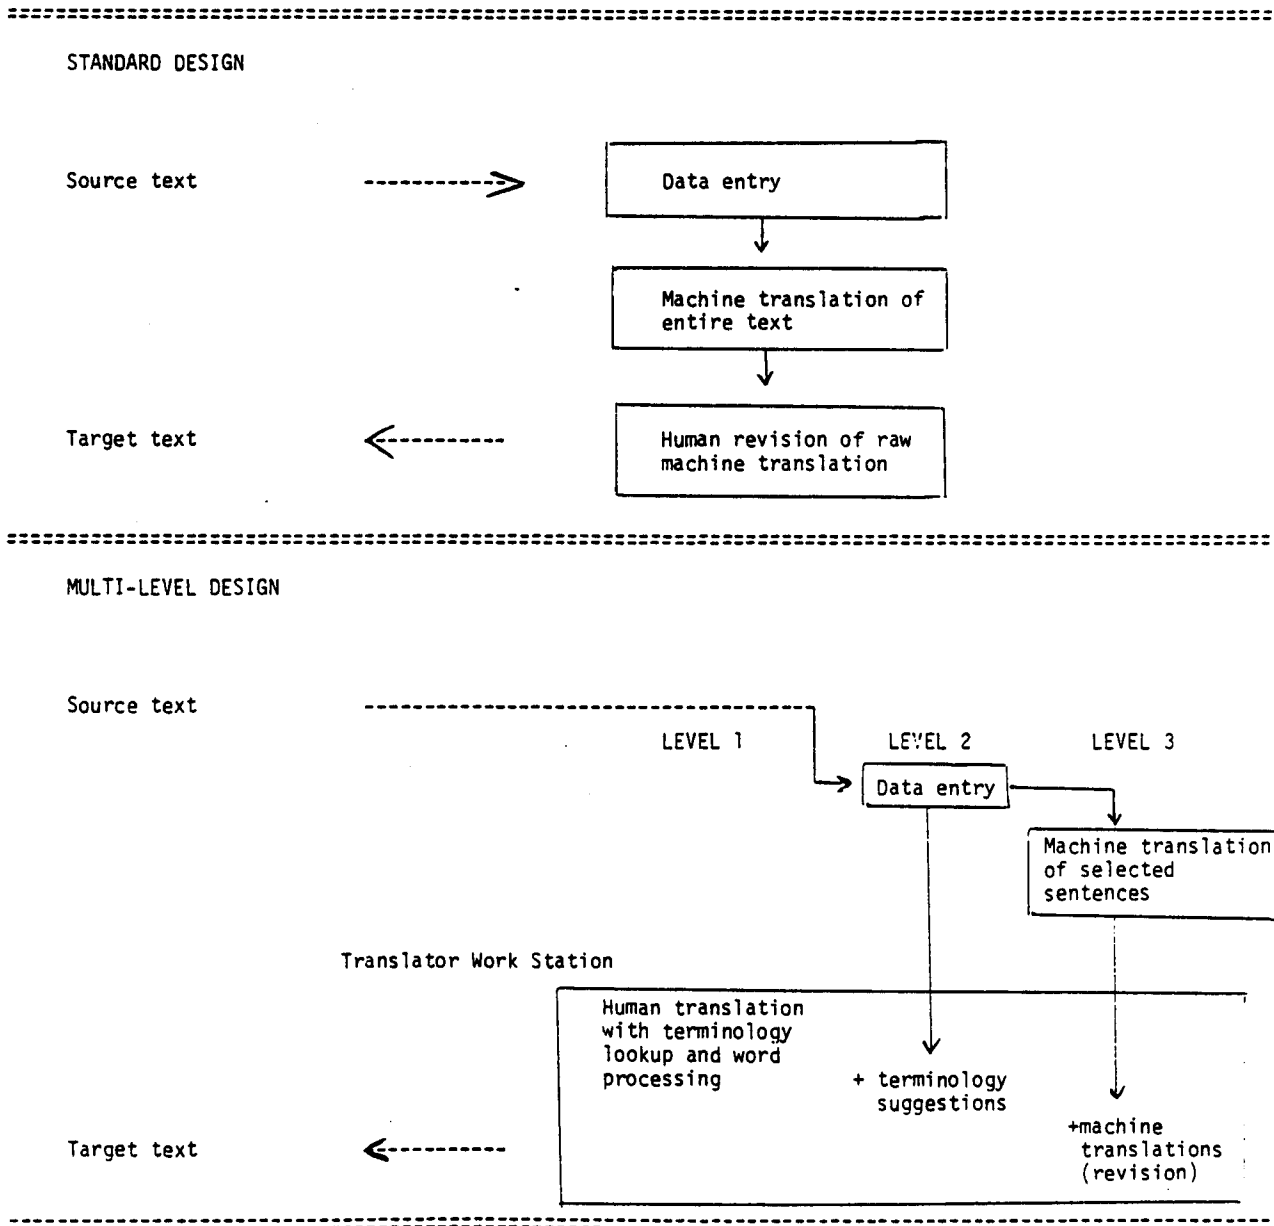 STANDARD DESIGN
Source text
Data entry
Machine translation of
entire text
Target text
Human revision of raw
machine translation
MULTI-LEVEL DESIGN
Source text
LEVEL 1
LEVEL 2
LEVEL 3
Data entry
Machine translation
of selected
sentences
Translator Work Station
Human translation
with terminology
lookup and word
processing
+ terminology
suggestions
+machine
translations
(revision)
Target text